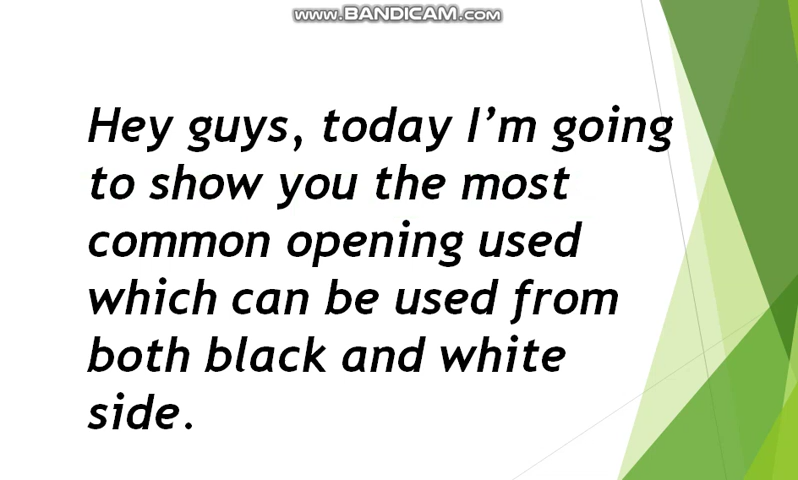 www.BANDICAM.com
Hey guys, today I’m going
to show you the most
common opening used
which can be used from
both black and white
side.